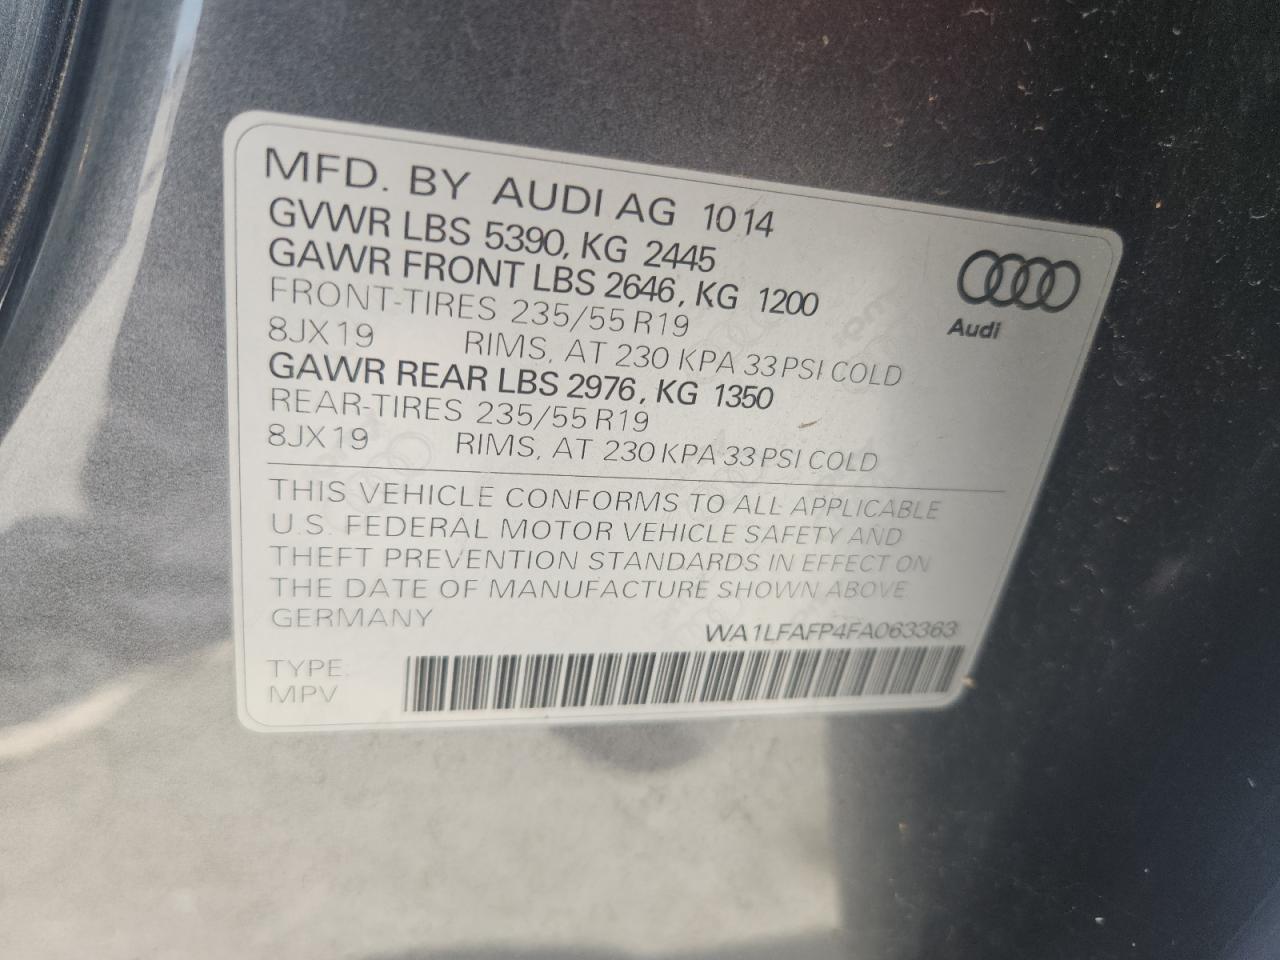 MFD. BY AUDI AG 1014
GVWR LBS 5390, KG 2445
GAWR FRONT LBS 2646, KG 1200
FRONT-TIRES 235/55 R19
8JX19 RIMS, AT 230 KPA 33 PSI COLD
GAWR REAR LBS 2976, KG 1350
REAR-TIRES 235/55 R19
8JX19 RIMS, AT 230 KPA 33 PSI COLD
Audi
THIS VEHICLE CONFORMS TO ALL APPLICABLE
U.S. FEDERAL MOTOR VEHICLE SAFETY AND
THEFT PREVENTION STANDARDS IN EFFECT ON
THE DATE OF MANUFACTURE SHOWN ABOVE
GERMANY
WA1LFAFP4FA063363
TYPE
MPV